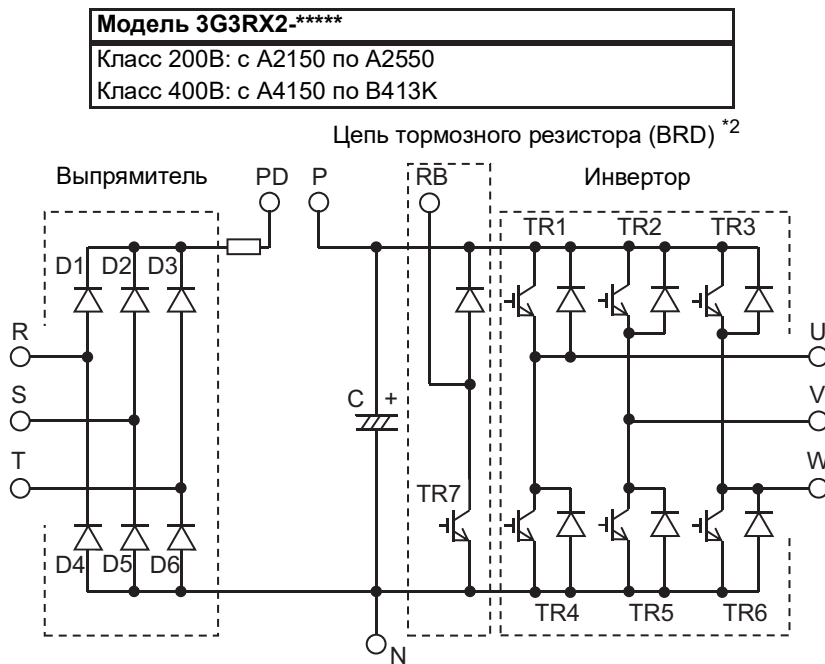 Модель 3G3RX2-*****
Класс 200В: с A2150 по A2550
Класс 400В: с A4150 по B413K
Цепь тормозного резистора (BRD) *2
Выпрямитель PD P RB Инвертор
TR1 TR2 TR3
D1 D2 D3
R U
S C + V
T W
TR7
D4 D5 D6
TR4 TR5 TR6
N